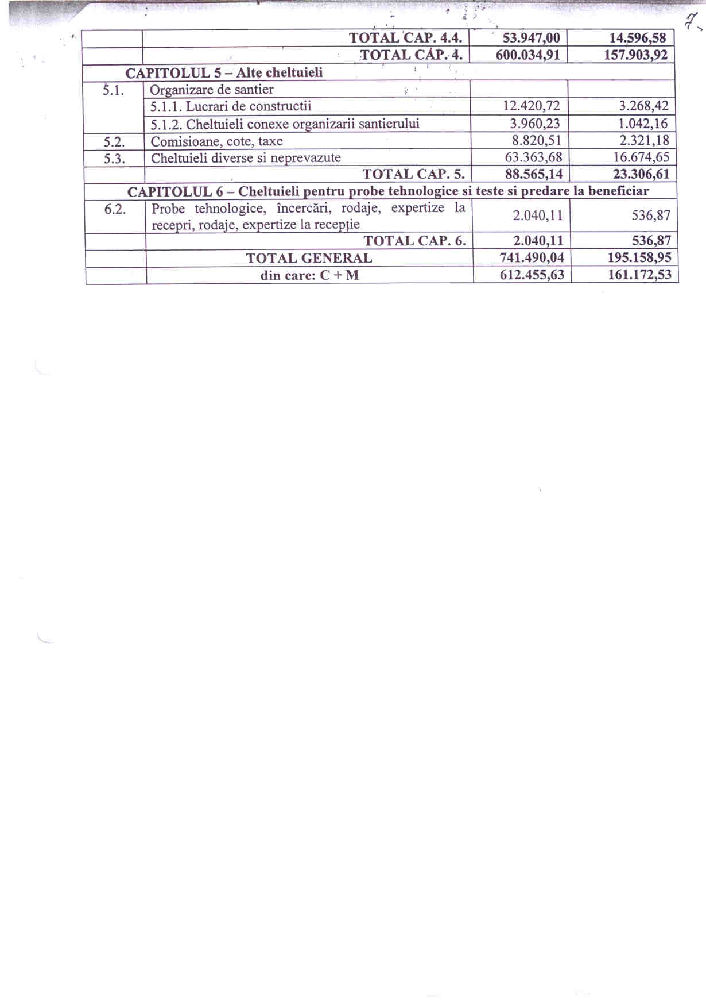 7.
TOTAL CAP. 4.4. 53.947,00 14.596,58
TOTAL CAP. 4. 600.034,91 157.903,92
CAPITOLUL 5 – Alte cheltuieli
5.1. Organizare de santier
5.1.1. Lucrari de constructii 12.420,72 3.268,42
5.1.2. Cheltuieli conexe organizarii santierului 3.960,23 1.042,16
5.2. Comisioane, cote, taxe 8.820,51 2.321,18
5.3. Cheltuieli diverse si neprevazute 63.363,68 16.674,65
TOTAL CAP. 5. 88.565,14 23.306,61
CAPITOLUL 6 – Cheltuieli pentru probe tehnologice si teste si predare la beneficiar
6.2. Probe tehnologice, încercări, rodaje, expertize la
recepri, rodaje, expertize la recepție 2.040,11 536,87
TOTAL CAP. 6. 2.040,11 536,87
TOTAL GENERAL 741.490,04 195.158,95
din care: C + M 612.455,63 161.172,53